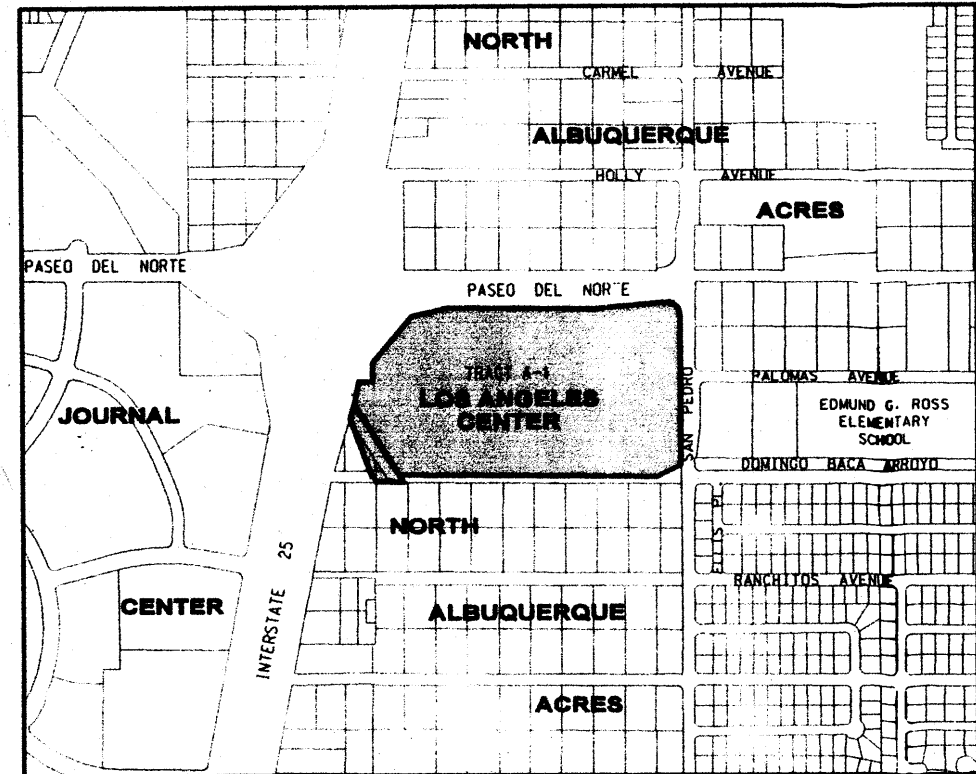 NORTH
CARMEL AVENUE
ALBUQUERQUE
HOLLY AVENUE
ACRES
PASEO DEL NORTE
PASEO DEL NORTE
TRACT A-1
LOS ANGELES
CENTER
SAN PEDRO
PALOMAS AVENUE
EDMUND G. ROSS
ELEMENTARY
SCHOOL
DOMINGO BACA ARROYO
JOURNAL
CENTER
INTERSTATE 25
NORTH
ALBUQUERQUE
ACRES
ELLIS PL.
RANCHITOS AVENUE